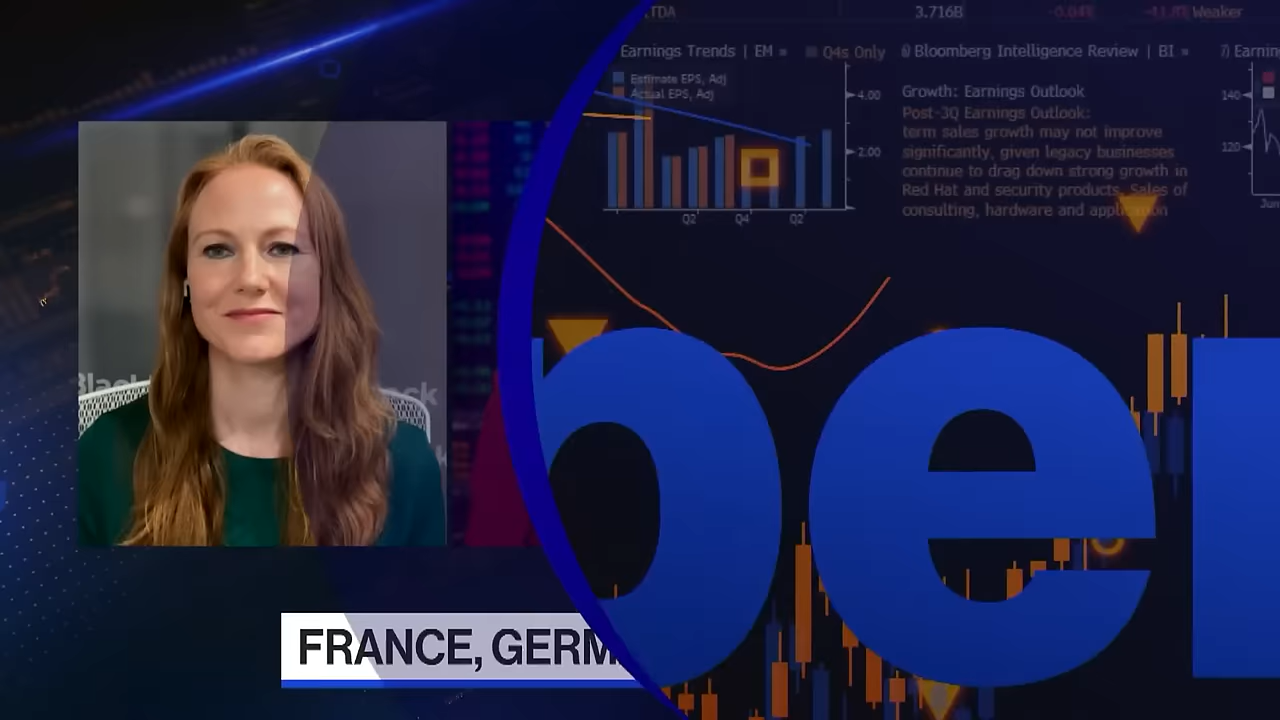 3.716B
-0.04%
Weaker
Earnings Trends | EM »
Q4s Only
Bloomberg Intelligence Review | BI »
Estimate EPS, Adj
Actual EPS, Adj
4.00
2.00
Q2
Q4
Q2
Growth: Earnings Outlook
Post-3Q Earnings Outlook:
term sales growth may not improve
significantly, given legacy businesses
continue to drag down strong growth in
Red Hat and security products. Sales of
consulting, hardware and application
140
120
ber
FRANCE, GERM